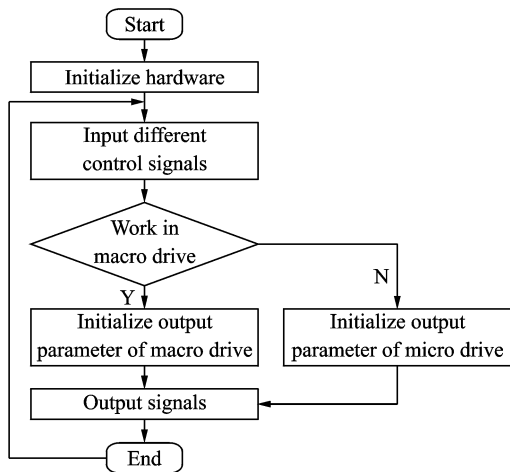 Start
Initialize hardware
Input different
control signals
Work in
macro drive
Y
N
Initialize output
parameter of macro drive
Initialize output
parameter of micro drive
Output signals
End